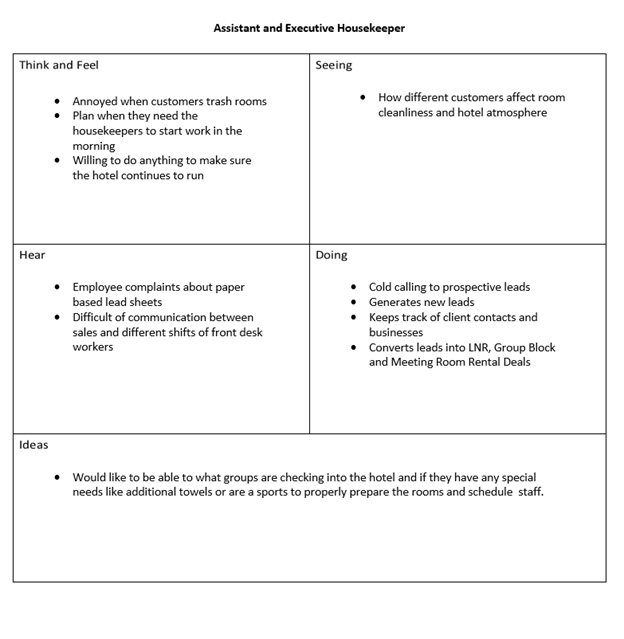 Assistant and Executive Housekeeper
Think and Feel
• Annoyed when customers trash rooms
• Plan when they need the
housekeepers to start work in the
morning
• Willing to do anything to make sure
the hotel continues to run
Seeing
• How different customers affect room
cleanliness and hotel atmosphere
Hear
• Employee complaints about paper
based lead sheets
• Difficult of communication between
sales and different shifts of front desk
workers
Doing
• Cold calling to prospective leads
• Generates new leads
• Keeps track of client contacts and
businesses
• Converts leads into LNR, Group Block
and Meeting Room Rental Deals
Ideas
• Would like to be able to what groups are checking into the hotel and if they have any special
needs like additional towels or are a sports to properly prepare the rooms and schedule  staff.